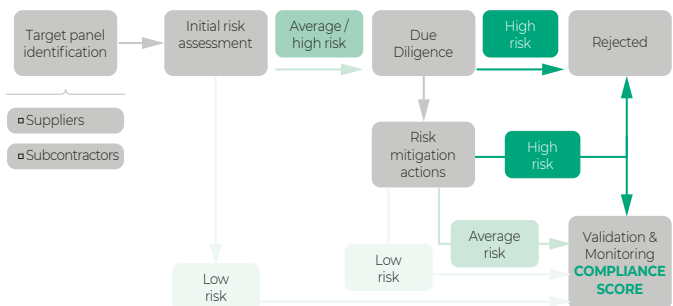 Target panel
identification
Initial risk
assessment
Average /
high risk
Due
Diligence
High
risk
Rejected
Suppliers
Subcontractors
Risk
mitigation
actions
High
risk
Average
risk
Low
risk
Low
risk
Validation &
Monitoring
COMPLIANCE
SCORE